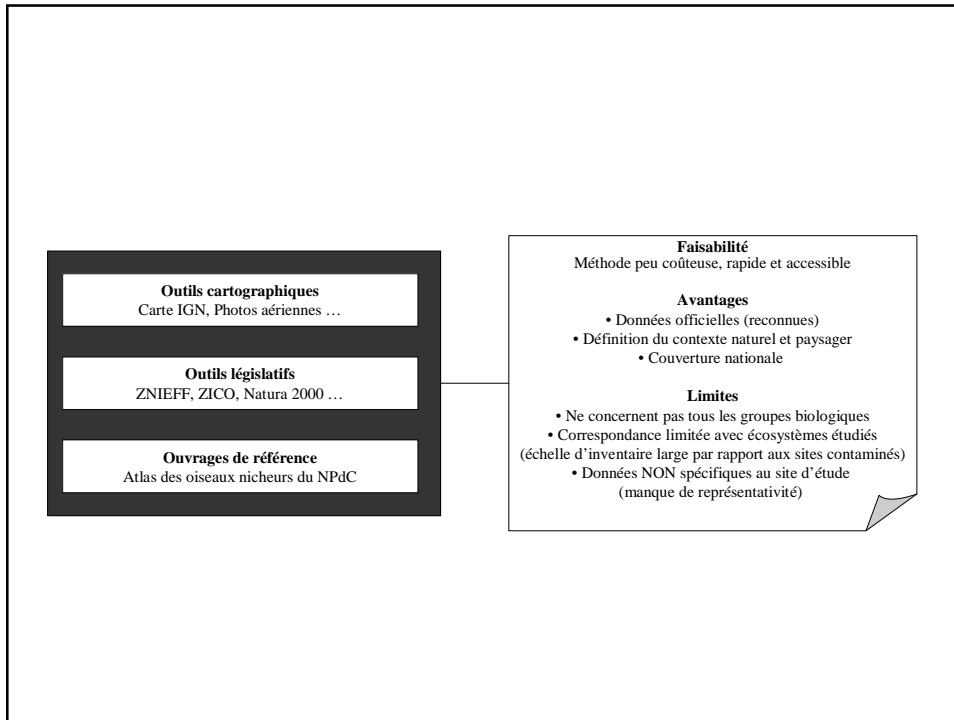 Outils cartographiques
Carte IGN, Photos aériennes …
Outils législatifs
ZNIEFF, ZICO, Natura 2000 …
Ouvrages de référence
Atlas des oiseaux nicheurs du NPdC
Faisabilité
Méthode peu coûteuse, rapide et accessible
Avantages
• Données officielles (reconnues)
• Définition du contexte naturel et paysager
• Couverture nationale
Limites
• Ne concernent pas tous les groupes biologiques
• Correspondance limitée avec écosystèmes étudiés
(échelle d’inventaire large par rapport aux sites contaminés)
• Données NON spécifiques au site d’étude
(manque de représentativité)